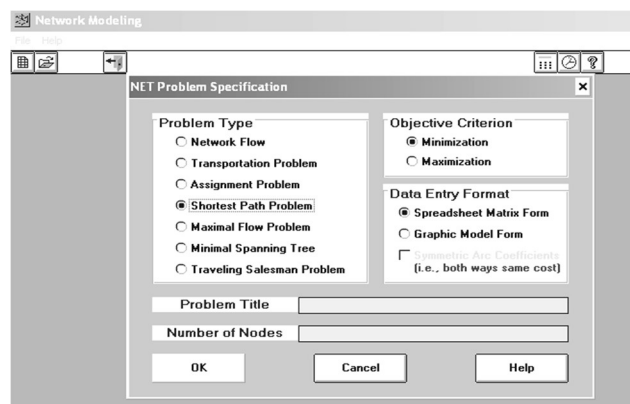 Network Modeling
File Help
NET Problem Specification
Problem Type
Network Flow
Transportation Problem
Assignment Problem
Shortest Path Problem
Maximal Flow Problem
Minimal Spanning Tree
Traveling Salesman Problem
Objective Criterion
Minimization
Maximization
Data Entry Format
Spreadsheet Matrix Form
Graphic Model Form
Symmetric Arc Coefficients
(i.e., both ways same cost)
Problem Title
Number of Nodes
OK
Cancel
Help